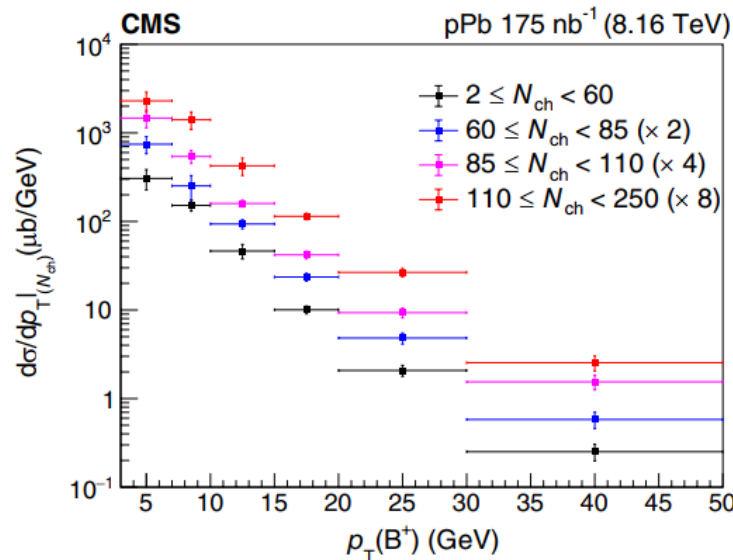 CMS pPb 175 nb⁻¹ (8.16 TeV)
2 ≤ N_ch < 60
60 ≤ N_ch < 85 (× 2)
85 ≤ N_ch < 110 (× 4)
110 ≤ N_ch < 250 (× 8)
dσ/dp_T|_(N_ch) (μb/GeV)
10⁴
10³
10²
10
1
10⁻¹
5 10 15 20 25 30 35 40 45 50
p_T(B⁺) (GeV)